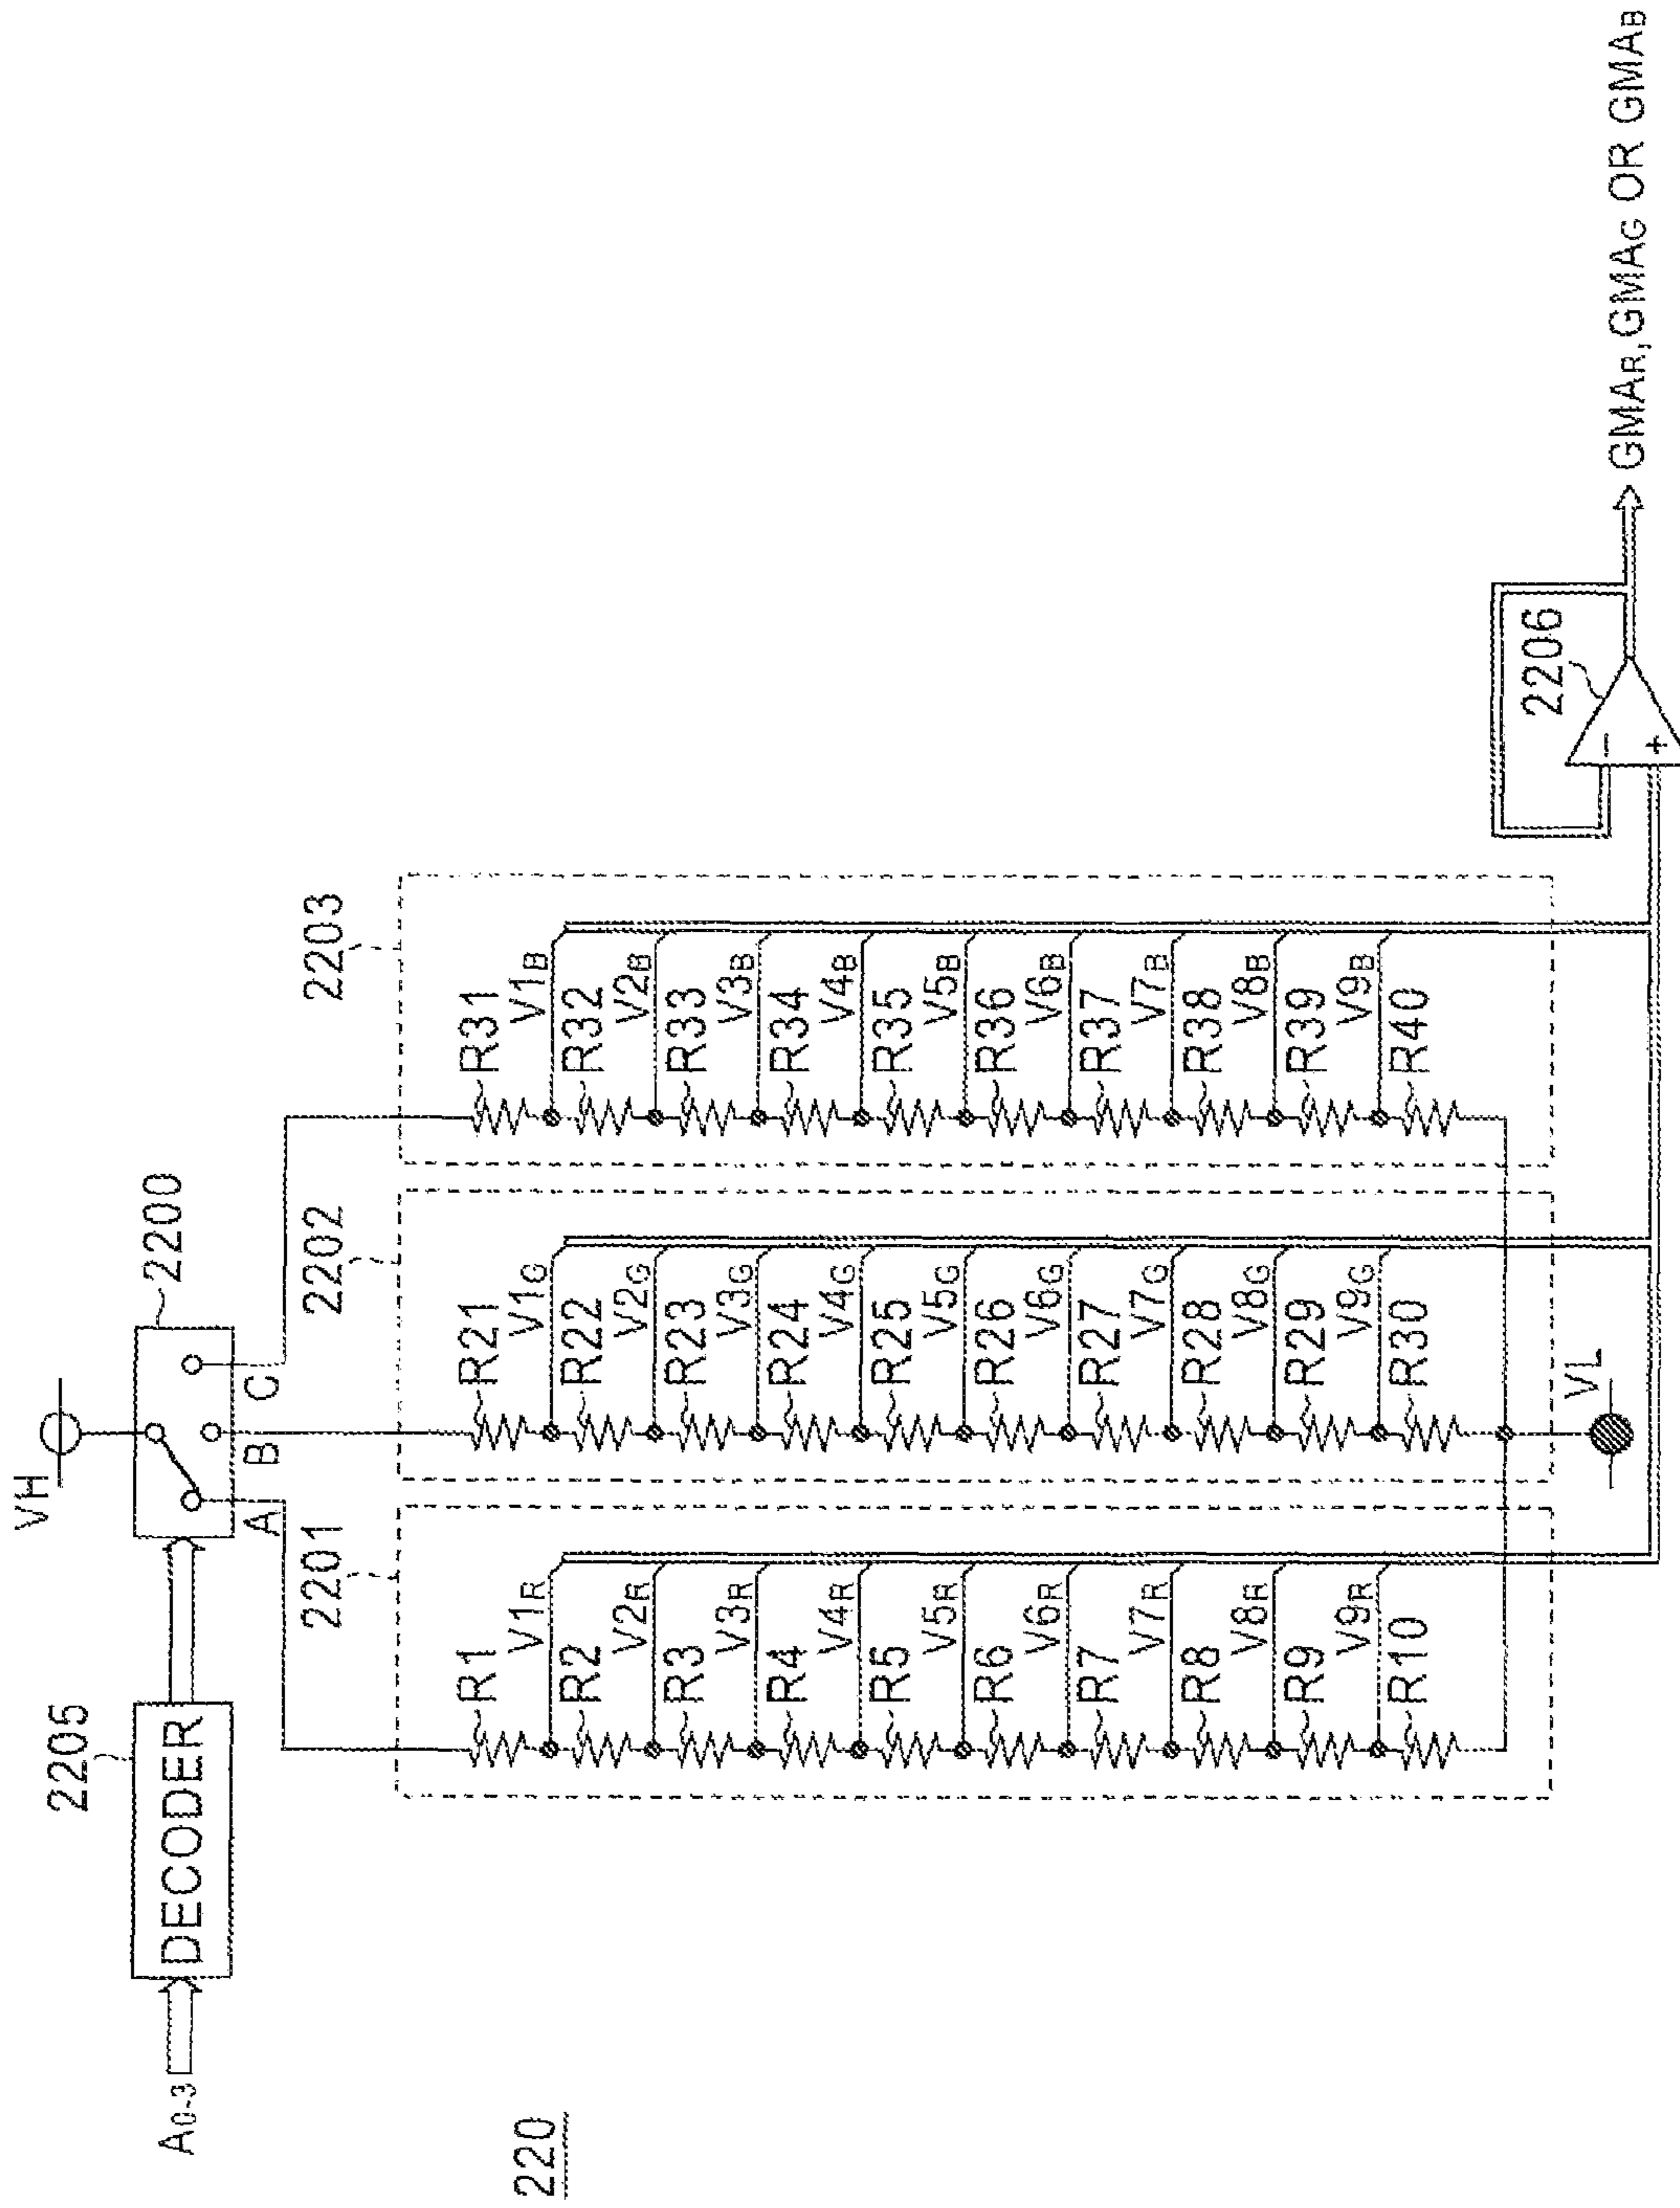 220
A0-3
DECODER
2205
VH
2200
A
B
C
2201
R1
V1R
R2
V2R
R3
V3R
R4
V4R
R5
V5R
R6
V6R
R7
V7R
R8
V8R
R9
V9R
R10
2202
R21
V1G
R22
V2G
R23
V3G
R24
V4G
R25
V5G
R26
V6G
R27
V7G
R28
V8G
R29
V9G
R30
VL
2203
R31
V1B
R32
V2B
R33
V3B
R34
V4B
R35
V5B
R36
V6B
R37
V7B
R38
V8B
R39
V9B
R40
2206
−
+
GMAR, GMAG OR GMAB